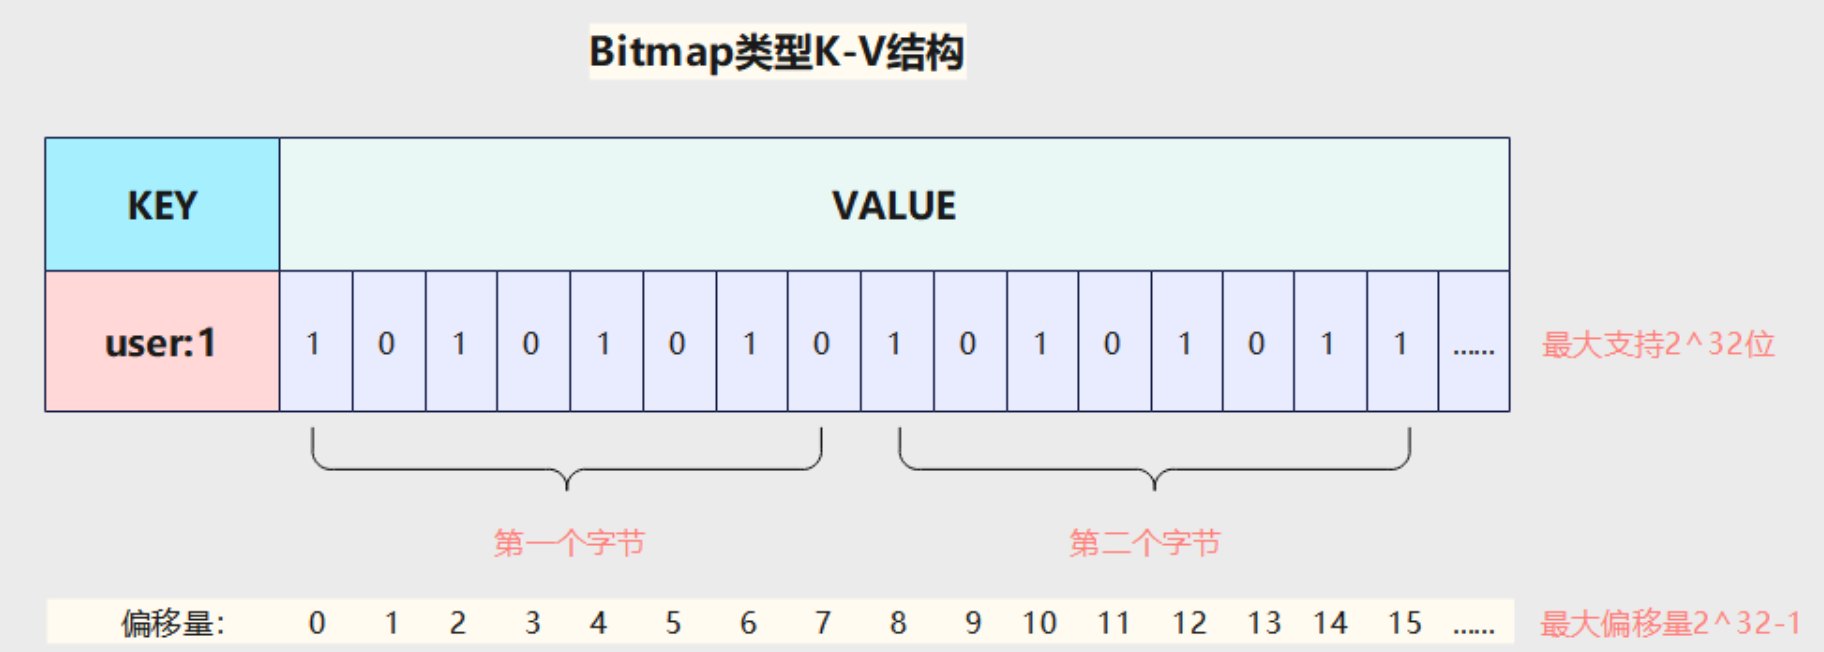 Bitmap类型K-V结构
KEY VALUE
user:1 1 0 1 0 1 0 1 0 1 0 1 0 1 0 1 1 …… 最大支持2^32位
第一个字节 第二个字节
偏移量: 0 1 2 3 4 5 6 7 8 9 10 11 12 13 14 15 …… 最大偏移量2^32-1